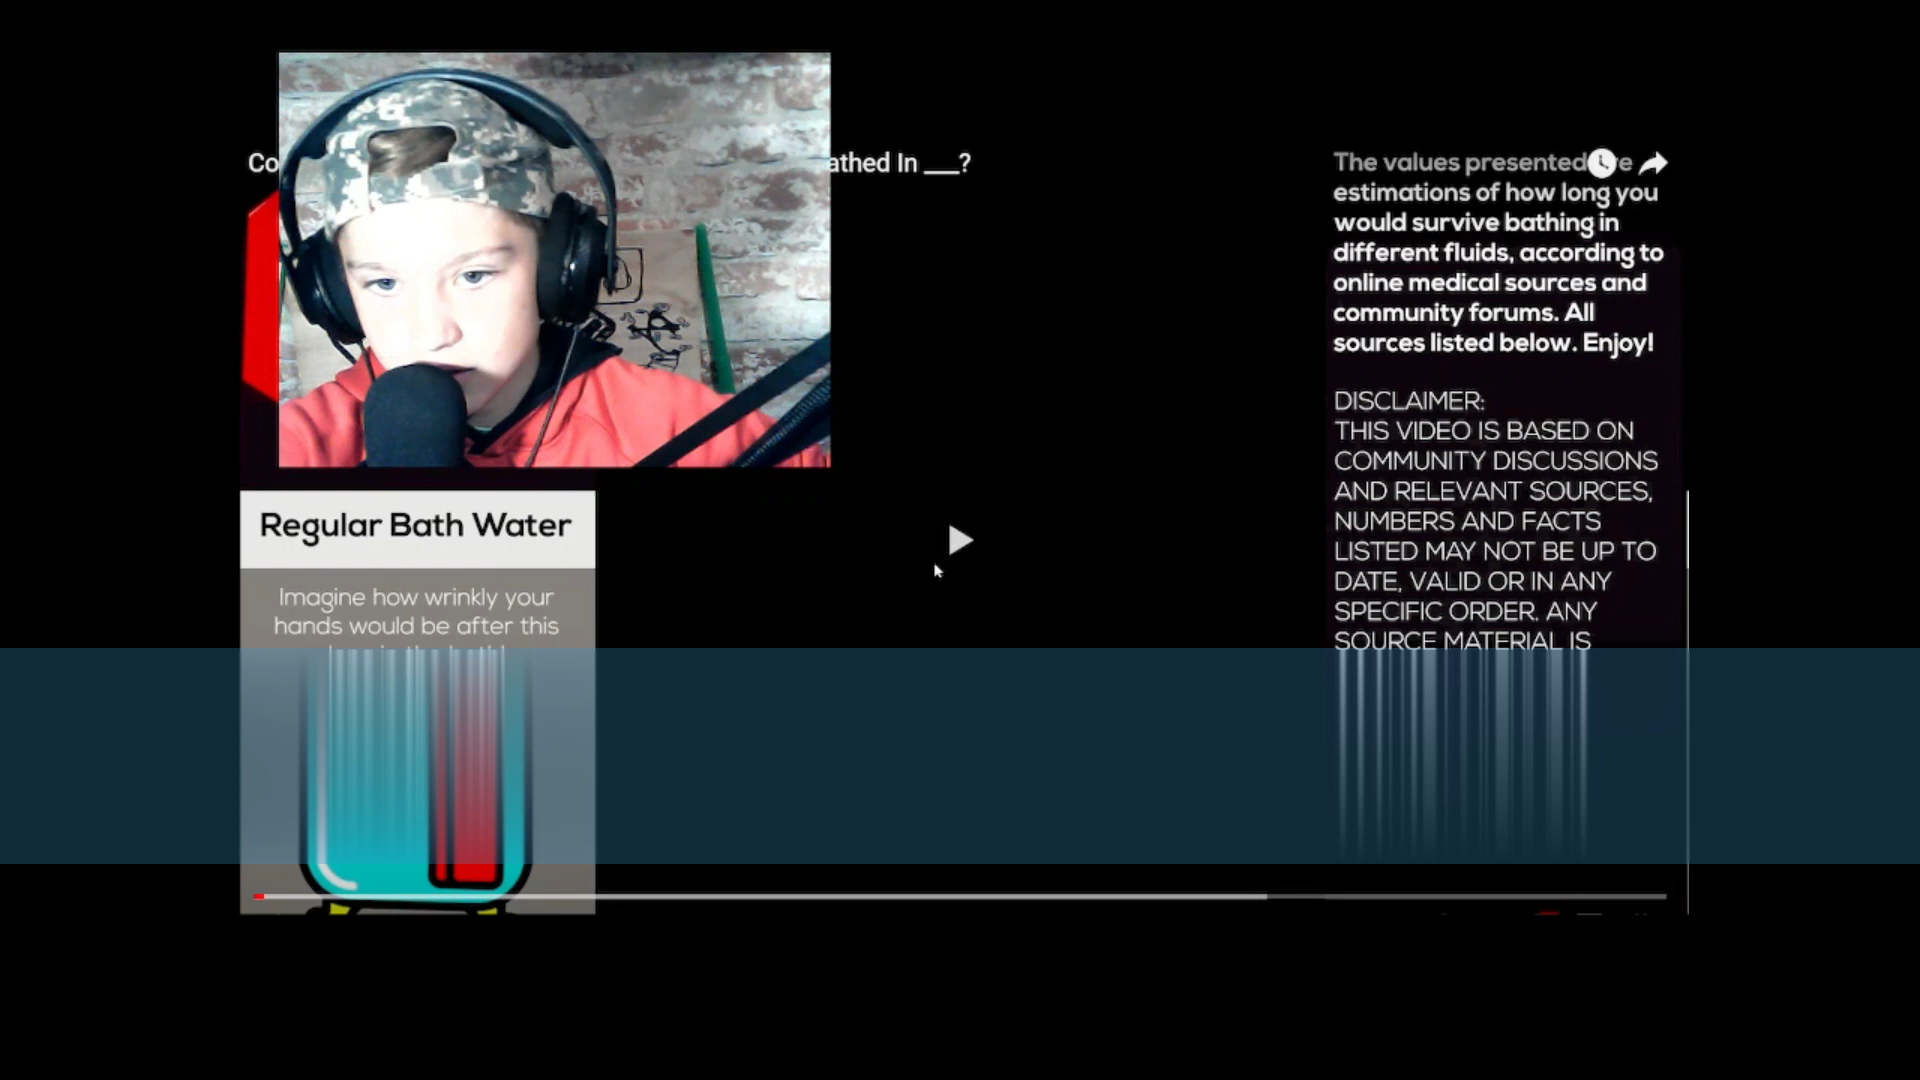 Co
athed In ___?
The values presented
estimations of how long you
would survive bathing in
different fluids, according to
online medical sources and
community forums. All
sources listed below. Enjoy!
DISCLAIMER:
THIS VIDEO IS BASED ON
COMMUNITY DISCUSSIONS
AND RELEVANT SOURCES,
NUMBERS AND FACTS
LISTED MAY NOT BE UP TO
DATE, VALID OR IN ANY
SPECIFIC ORDER. ANY
SOURCE MATERIAL IS
Regular Bath Water
Imagine how wrinkly your
hands would be after this